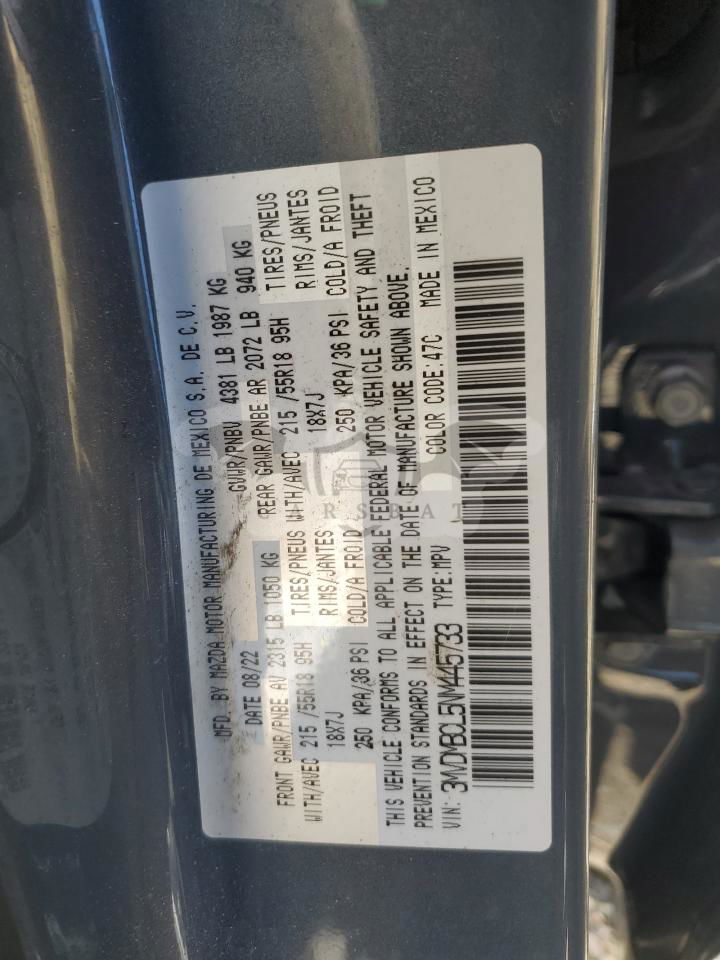 MFD. BY MAZDA MOTOR MANUFACTURING DE MEXICO S.A. DE C.V.
DATE 08/22 GVWR/PNBV 4381 LB 1987 KG
FRONT GAWR/PNBE AV 2315 LB 1050 KG REAR GAWR/PNBE AR 2072 LB 940 KG
WITH/AVEC 215 /55R18 95H TIRES/PNEUS WITH/AVEC 215 /55R18 95H TIRES/PNEUS
18X7J RIMS/JANTES 18X7J RIMS/JANTES
250 KPA/36 PSI COLD/A FROID 250 KPA/36 PSI COLD/A FROID
THIS VEHICLE CONFORMS TO ALL APPLICABLE FEDERAL MOTOR VEHICLE SAFETY AND THEFT
PREVENTION STANDARDS IN EFFECT ON THE DATE OF MANUFACTURE SHOWN ABOVE.
VIN: 3MVDMBCL5NM445733 TYPE:MPV COLOR CODE:47C MADE IN MEXICO
CARSBAT